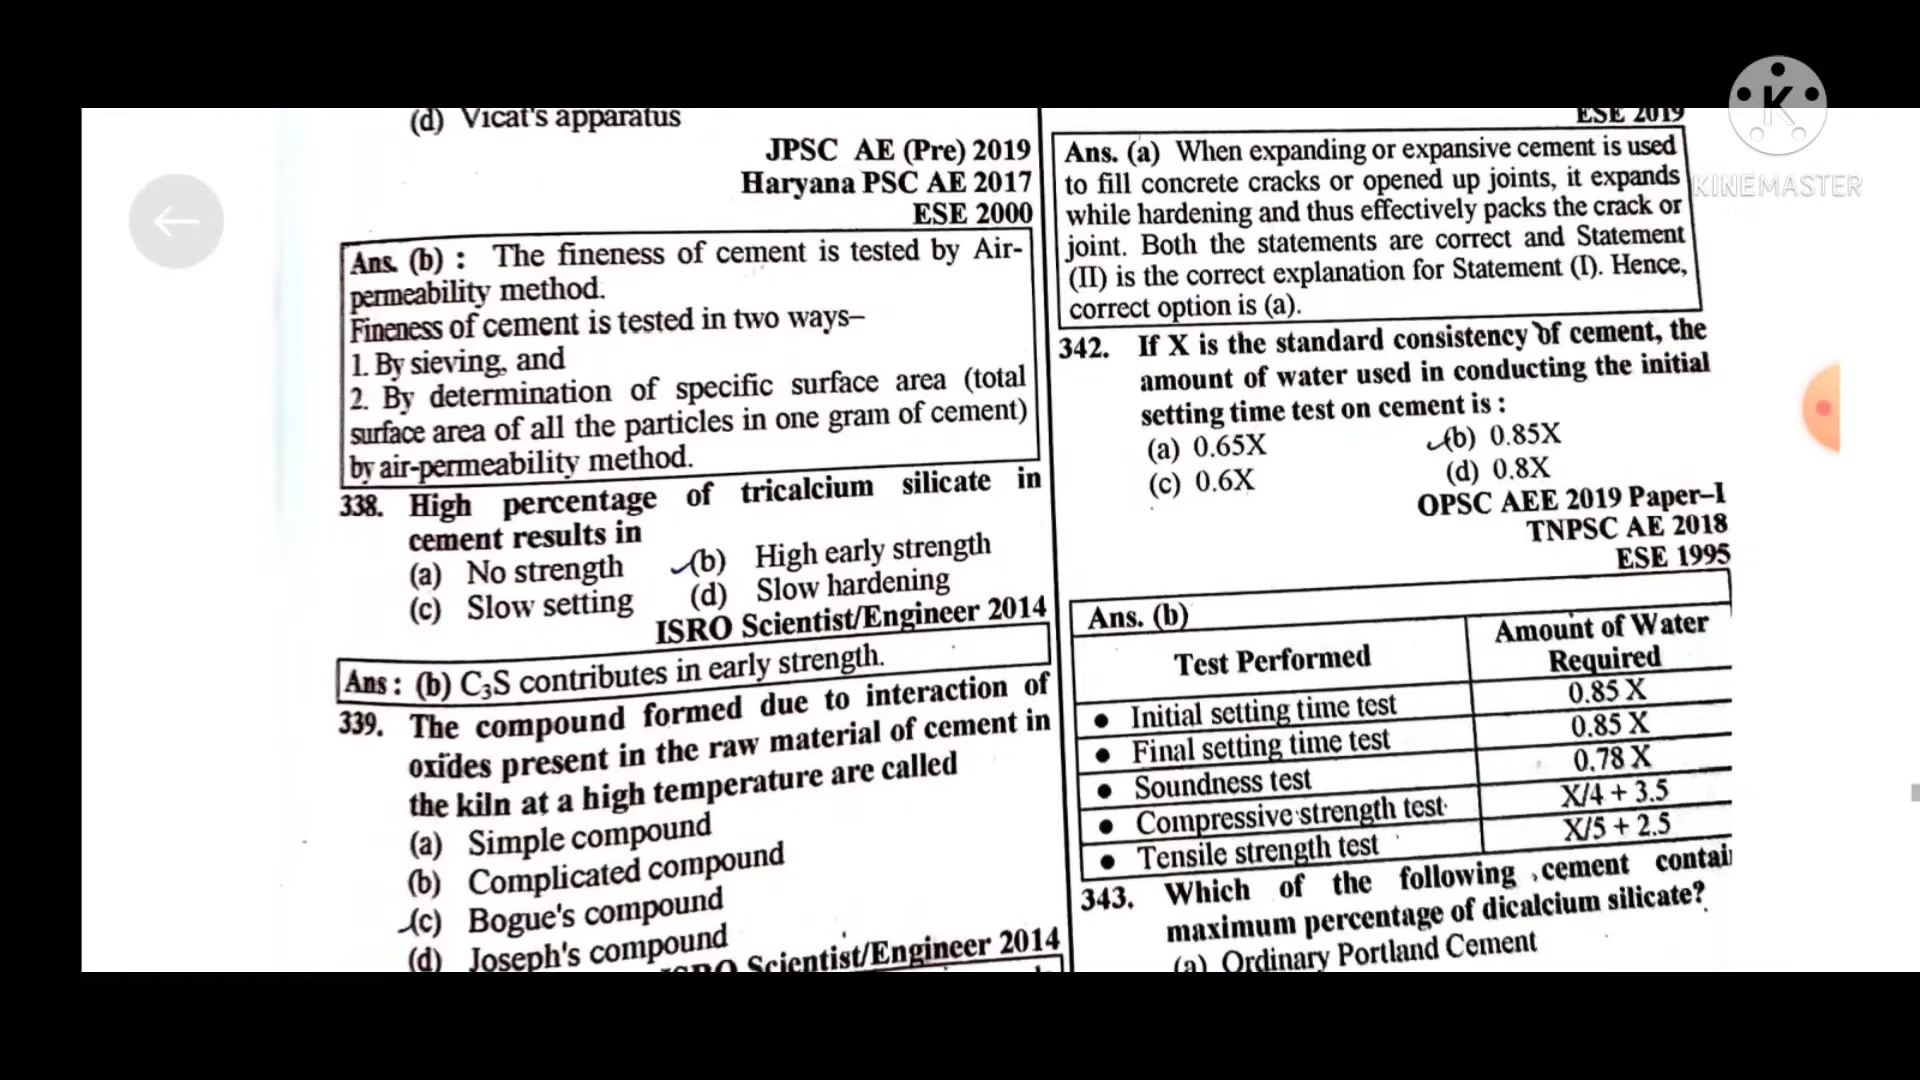 (d) Vicat's apparatus
JPSC AE (Pre) 2019
Haryana PSC AE 2017
ESE 2000
Ans. (b) : The fineness of cement is tested by Air-
permeability method.
Fineness of cement is tested in two ways–
1. By sieving, and
2. By determination of specific surface area (total
surface area of all the particles in one gram of cement)
by air-permeability method.
338. High percentage of tricalcium silicate in
cement results in
(a) No strength (b) High early strength
(c) Slow setting (d) Slow hardening
ISRO Scientist/Engineer 2014
Ans : (b) C₃S contributes in early strength.
339. The compound formed due to interaction of
oxides present in the raw material of cement in
the kiln at a high temperature are called
(a) Simple compound
(b) Complicated compound
(c) Bogue's compound
(d) Joseph's compound
Scientist/Engineer 2014
ESE 2019
Ans. (a) When expanding or expansive cement is used
to fill concrete cracks or opened up joints, it expands
while hardening and thus effectively packs the crack or
joint. Both the statements are correct and Statement
(II) is the correct explanation for Statement (I). Hence,
correct option is (a).
342. If X is the standard consistency of cement, the
amount of water used in conducting the initial
setting time test on cement is :
(a) 0.65X (b) 0.85X
(c) 0.6X (d) 0.8X
OPSC AEE 2019 Paper–I
TNPSC AE 2018
ESE 1995
Ans. (b)
Test Performed Amount of Water
Required
• Initial setting time test 0.85 X
• Final setting time test 0.85 X
• Soundness test 0.78 X
• Compressive strength test X/4 + 3.5
• Tensile strength test X/5 + 2.5
343. Which of the following cement contai
maximum percentage of dicalcium silicate?
(a) Ordinary Portland Cement
K
KINEMASTER